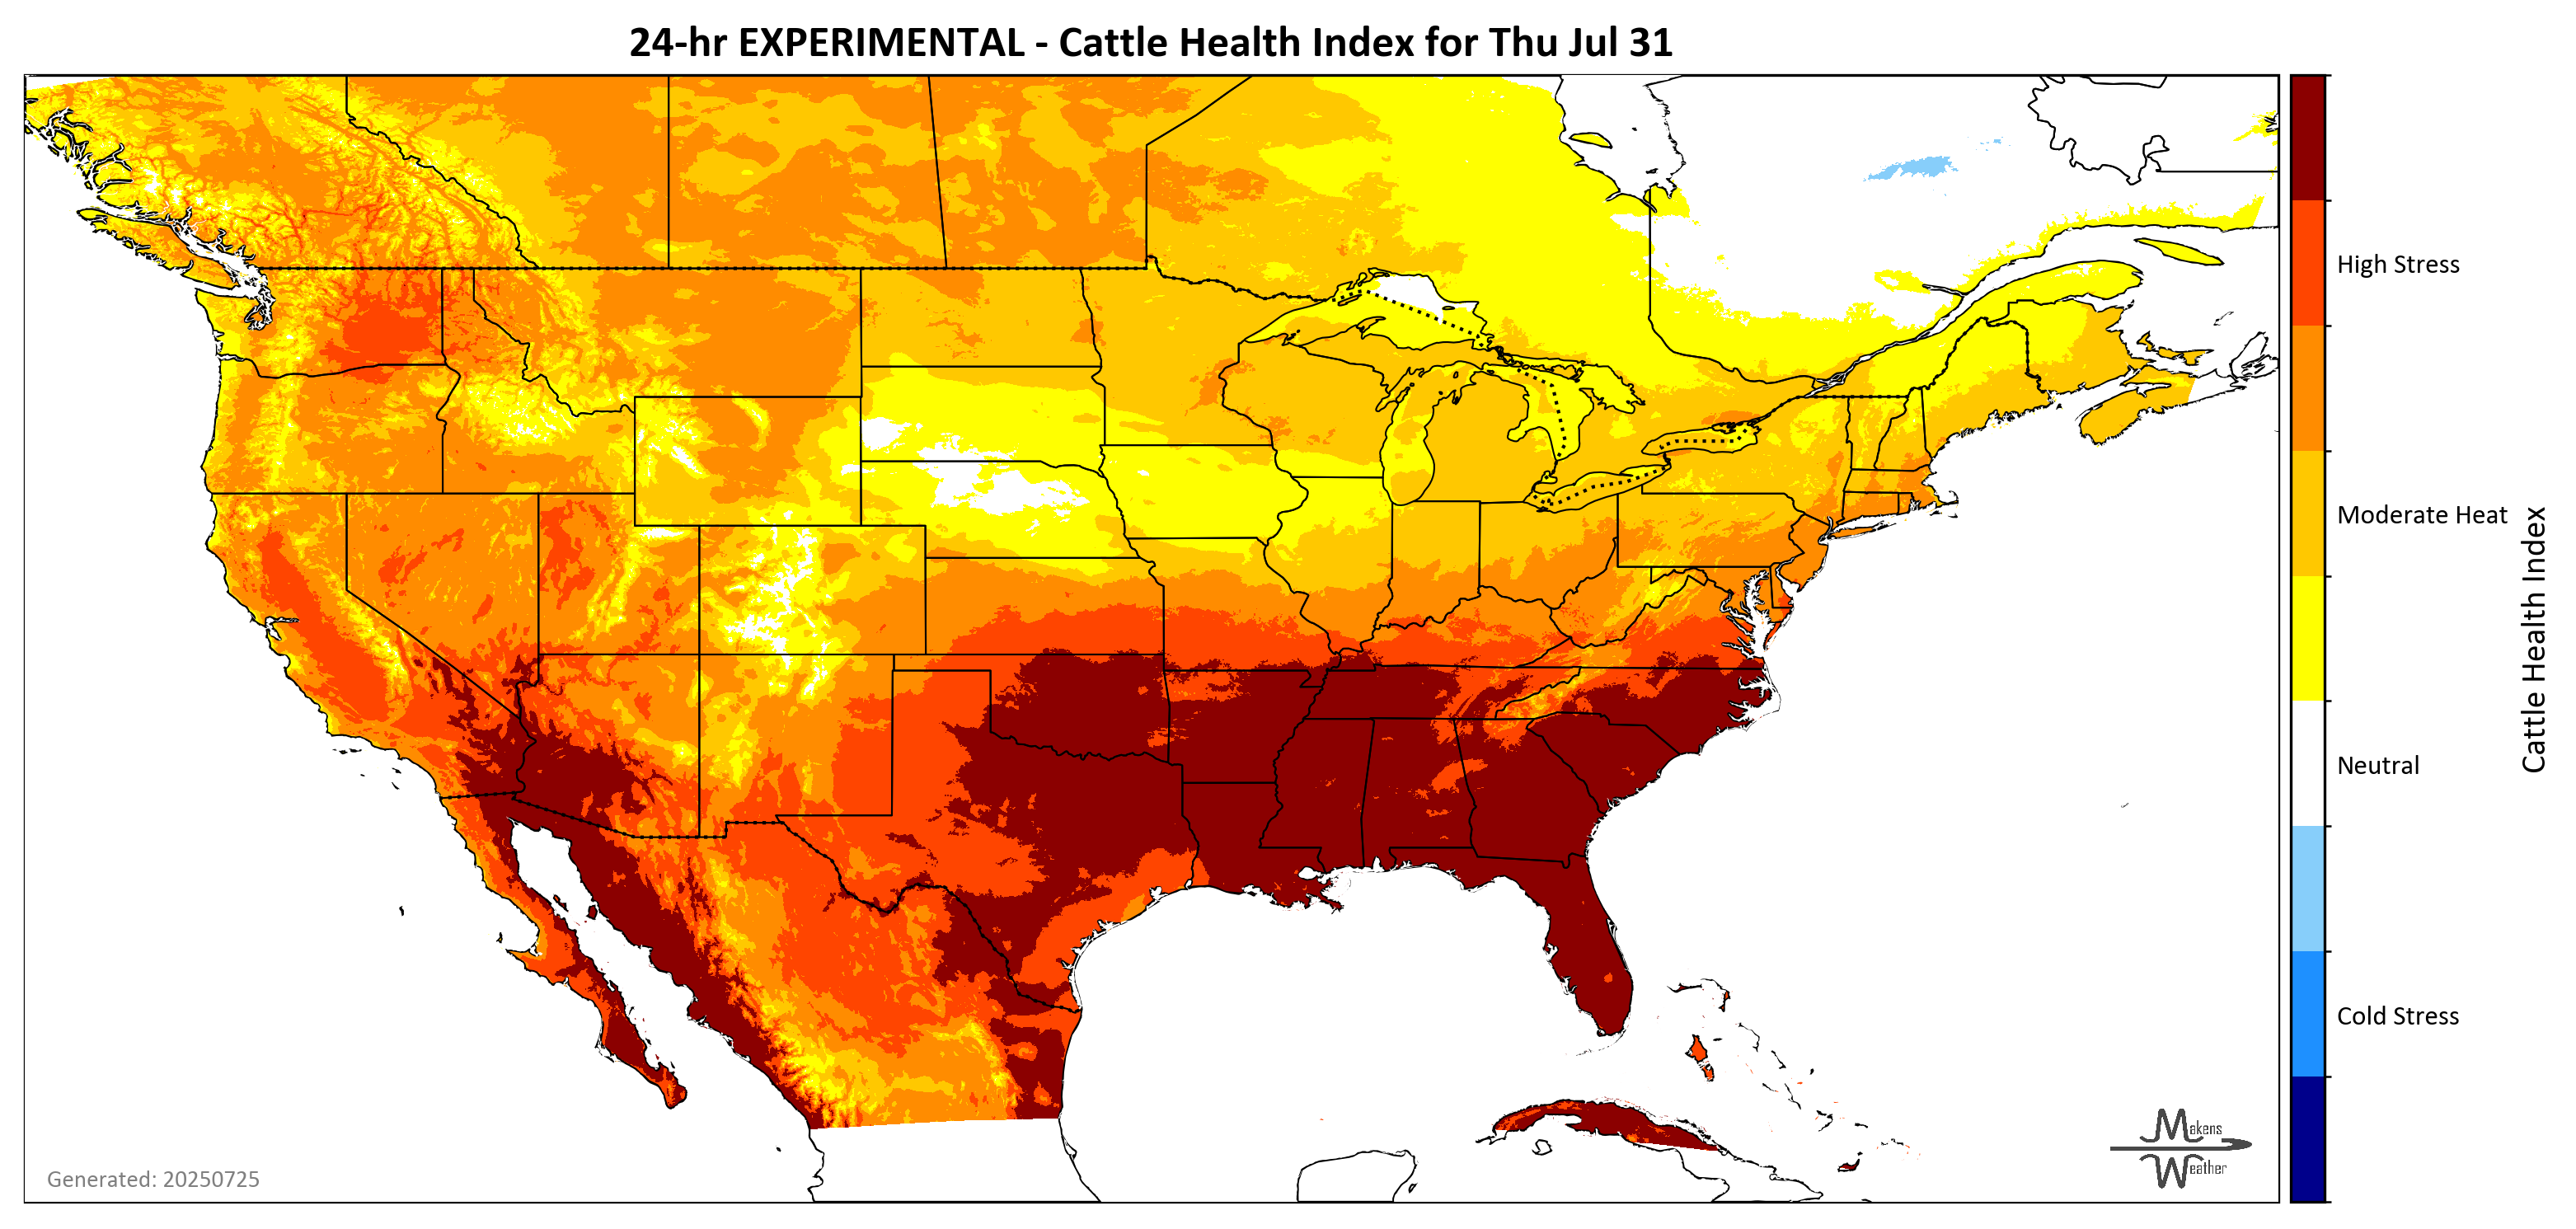 24-hr EXPERIMENTAL - Cattle Health Index for Thu Jul 31
High Stress
Moderate Heat
Neutral
Cold Stress
Cattle Health Index
Generated: 20250725
Makens
Weather